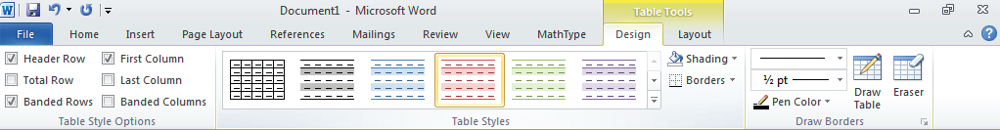 Document1 - Microsoft Word
Table Tools
File Home Insert Page Layout References Mailings Review View MathType Design Layout
Header Row First Column
Total Row Last Column
Banded Rows Banded Columns
Table Style Options
Table Styles
Shading
Borders
½ pt
Pen Color
Draw Table
Eraser
Draw Borders